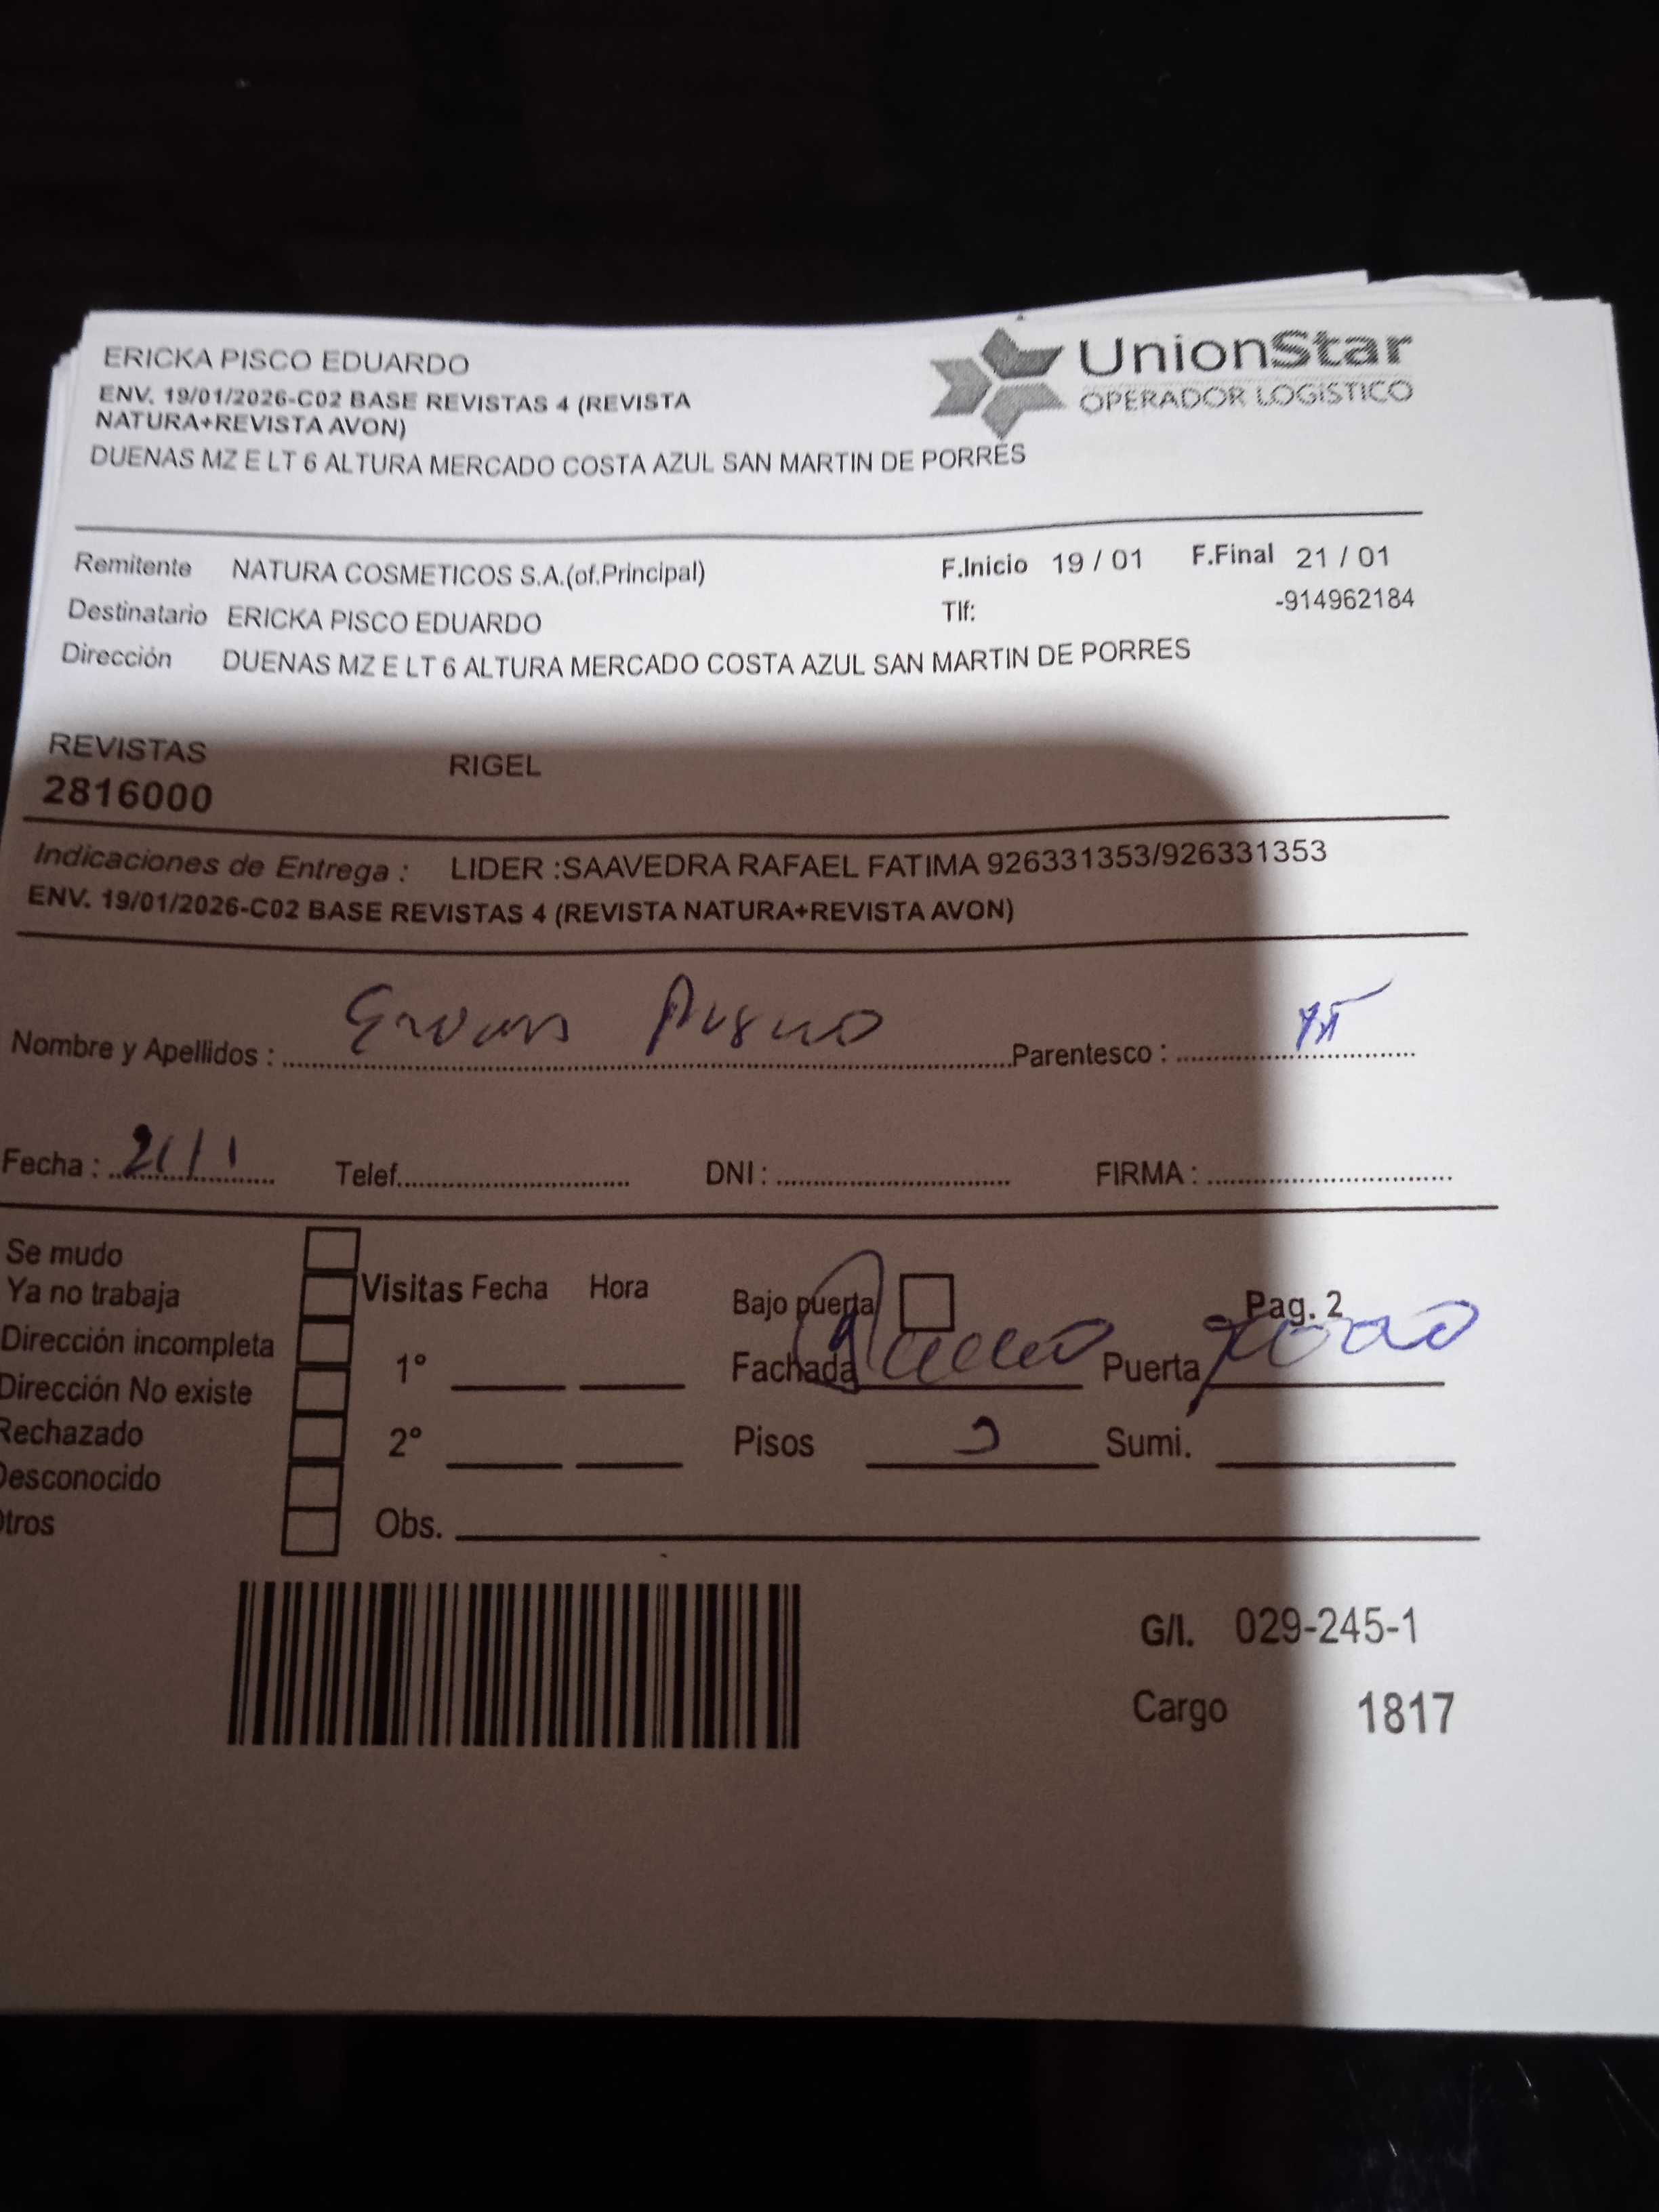 ERICKA PISCO EDUARDO
UnionStar
OPERADOR LOGÍSTICO
ENV. 19/01/2026-C02 BASE REVISTAS 4 (REVISTA
NATURA+REVISTA AVON)
DUENAS MZ E LT 6 ALTURA MERCADO COSTA AZUL SAN MARTIN DE PORRES
Remitente NATURA COSMETICOS S.A.(of.Principal) F.Inicio 19 / 01 F.Final 21 / 01
Destinatario ERICKA PISCO EDUARDO Tlf: -914962184
Dirección DUENAS MZ E LT 6 ALTURA MERCADO COSTA AZUL SAN MARTIN DE PORRES
REVISTAS RIGEL
2816000
Indicaciones de Entrega : LIDER :SAAVEDRA RAFAEL FATIMA 926331353/926331353
ENV. 19/01/2026-C02 BASE REVISTAS 4 (REVISTA NATURA+REVISTA AVON)
Nombre y Apellidos : Parentesco :
Fecha : 21/1 Telef. DNI : FIRMA :
Se mudo
Ya no trabaja Visitas Fecha Hora Bajo puerta Pag. 2
Dirección incompleta 1° Fachada Puerta
Dirección No existe
Rechazado 2° Pisos Sumi.
Desconocido
Otros Obs.
G/I. 029-245-1
Cargo 1817